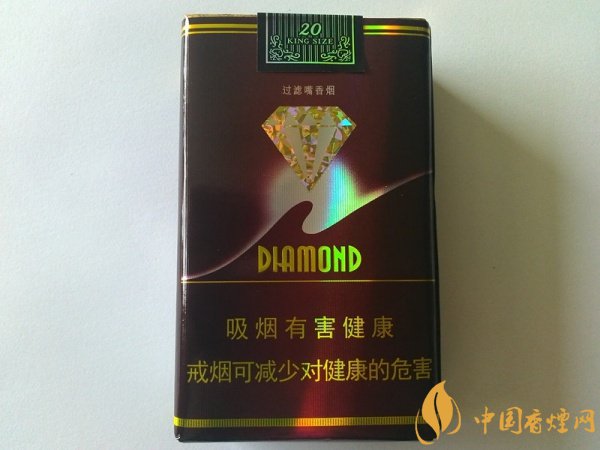 20
KING SIZE
过滤嘴香烟
DIAMOND
吸烟有害健康
戒烟可减少对健康的危害
中国香烟网